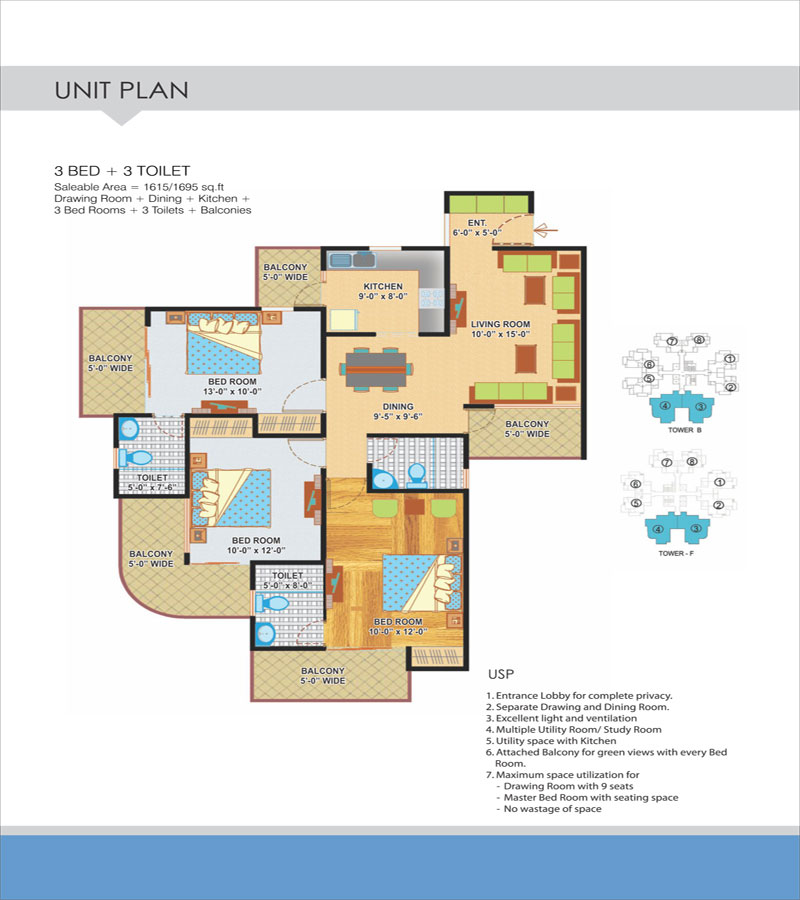 UNIT PLAN
3 BED + 3 TOILET
Saleable Area = 1615/1695 sq.ft
Drawing Room + Dining + Kitchen +
3 Bed Rooms + 3 Toilets + Balconies
ENT.
6'-0" x 5'-0"
BALCONY
5'-0" WIDE
KITCHEN
9'-0" x 8'-0"
LIVING ROOM
10'-0" x 15'-0"
BALCONY
5'-0" WIDE
BED ROOM
13'-0" x 10'-0"
DINING
9'-5" x 9'-6"
BALCONY
5'-0" WIDE
TOILET
5'-0" x 7'-6"
BED ROOM
10'-0" x 12'-0"
BALCONY
5'-0" WIDE
TOILET
5'-0" x 8'-0"
BED ROOM
10'-0" x 12'-0"
BALCONY
5'-0" WIDE
7 8
6 1
5 2
4 3
TOWER B
7 8
6 1
5 2
4 3
TOWER - F
USP
1. Entrance Lobby for complete privacy.
2. Separate Drawing and Dining Room.
3. Excellent light and ventilation
4. Multiple Utility Room/ Study Room
5. Utility space with Kitchen
6. Attached Balcony for green views with every Bed
Room.
7. Maximum space utilization for
- Drawing Room with 9 seats
- Master Bed Room with seating space
- No wastage of space